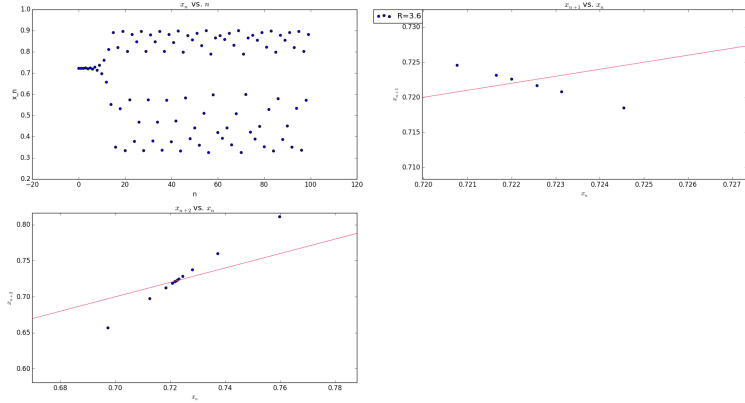 x_n vs. n
1.0
0.9
0.8
0.7
0.6
0.5
0.4
0.3
0.2
x_n
−20 0 20 40 60 80 100 120
n
x_{n+1} vs. x_n
R=3.6
0.730
0.725
0.720
0.715
0.710
x_{n+1}
0.720 0.721 0.722 0.723 0.724 0.725 0.726 0.727
x_n
x_{n+2} vs. x_n
0.80
0.75
0.70
0.65
0.60
x_{n+2}
0.68 0.70 0.72 0.74 0.76 0.78
x_n